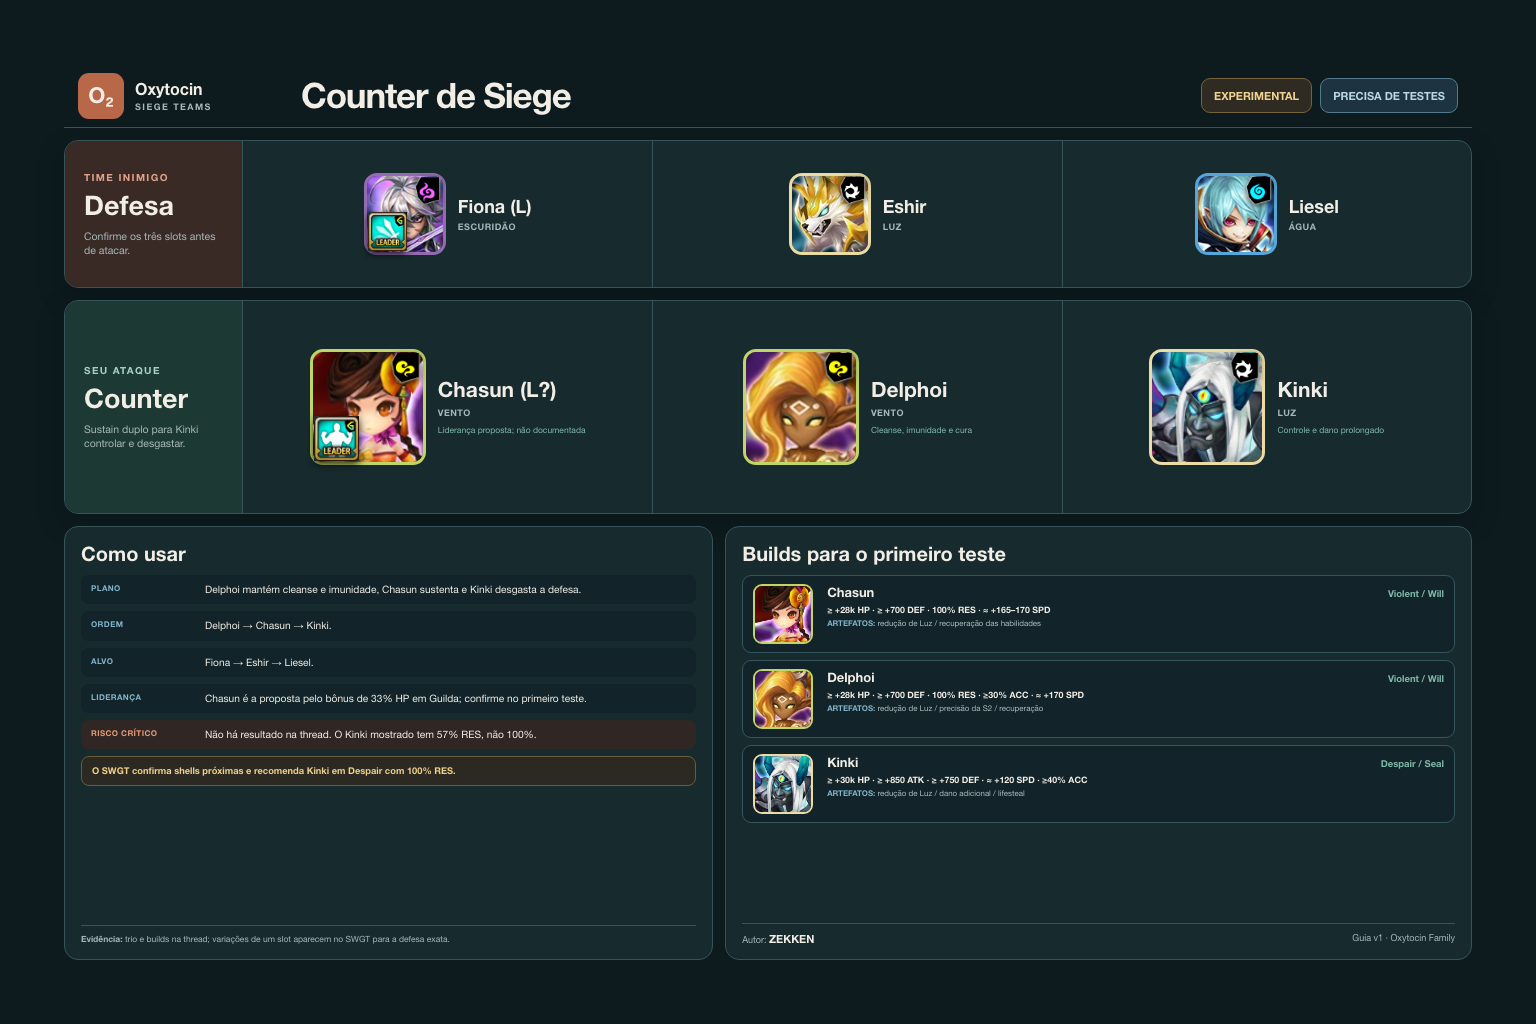 O₂
Oxytocin
SIEGE TEAMS
Counter de Siege
EXPERIMENTAL
PRECISA DE TESTES
TIME INIMIGO
Defesa
Confirme os três slots antes
de atacar.
LEADER
Fiona (L)
ESCURIDÃO
Eshir
LUZ
Liesel
ÁGUA
SEU ATAQUE
Counter
Sustain duplo para Kinki
controlar e desgastar.
LEADER
Chasun (L?)
VENTO
Liderança proposta; não documentada
Delphoi
VENTO
Cleanse, imunidade e cura
Kinki
LUZ
Controle e dano prolongado
Como usar
PLANO Delphoi mantém cleanse e imunidade, Chasun sustenta e Kinki desgasta a defesa.
ORDEM Delphoi → Chasun → Kinki.
ALVO Fiona → Eshir → Liesel.
LIDERANÇA Chasun é a proposta pelo bônus de 33% HP em Guilda; confirme no primeiro teste.
RISCO CRÍTICO Não há resultado na thread. O Kinki mostrado tem 57% RES, não 100%.
O SWGT confirma shells próximas e recomenda Kinki em Despair com 100% RES.
Evidência: trio e builds na thread; variações de um slot aparecem no SWGT para a defesa exata.
Builds para o primeiro teste
Chasun Violent / Will
≥ +28k HP · ≥ +700 DEF · 100% RES · ≈ +165–170 SPD
ARTEFATOS: redução de Luz / recuperação das habilidades
Delphoi Violent / Will
≥ +28k HP · ≥ +700 DEF · 100% RES · ≥30% ACC · ≈ +170 SPD
ARTEFATOS: redução de Luz / precisão da S2 / recuperação
Kinki Despair / Seal
≥ +30k HP · ≥ +850 ATK · ≥ +750 DEF · ≈ +120 SPD · ≥40% ACC
ARTEFATOS: redução de Luz / dano adicional / lifesteal
Autor: ZEKKEN
Guia v1 · Oxytocin Family